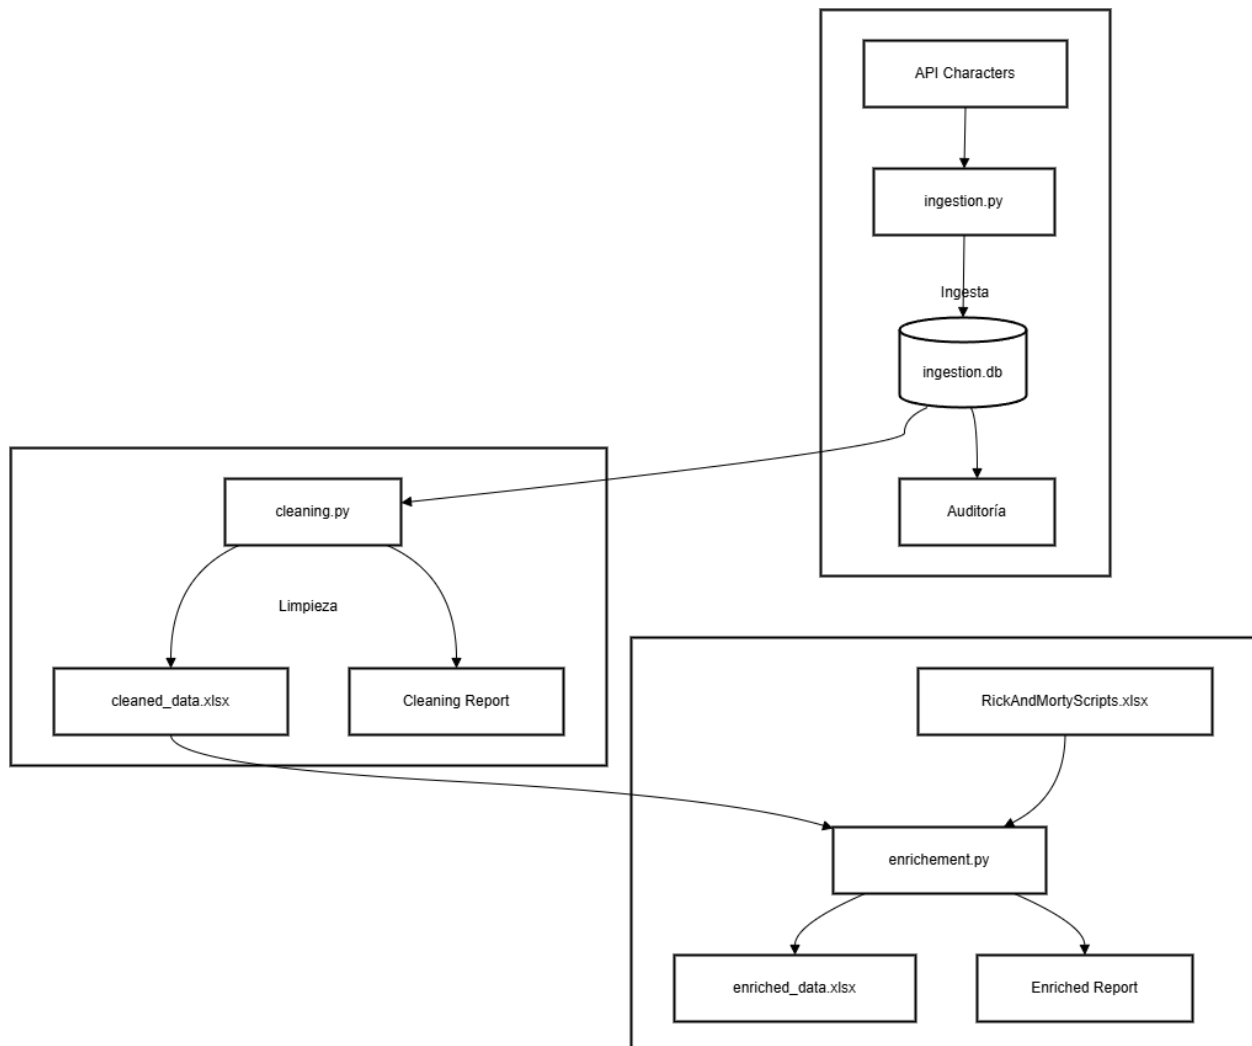 API Characters
ingestion.py
Ingesta
ingestion.db
Auditoría
cleaning.py
Limpieza
cleaned_data.xlsx
Cleaning Report
RickAndMortyScripts.xlsx
enrichement.py
enriched_data.xlsx
Enriched Report